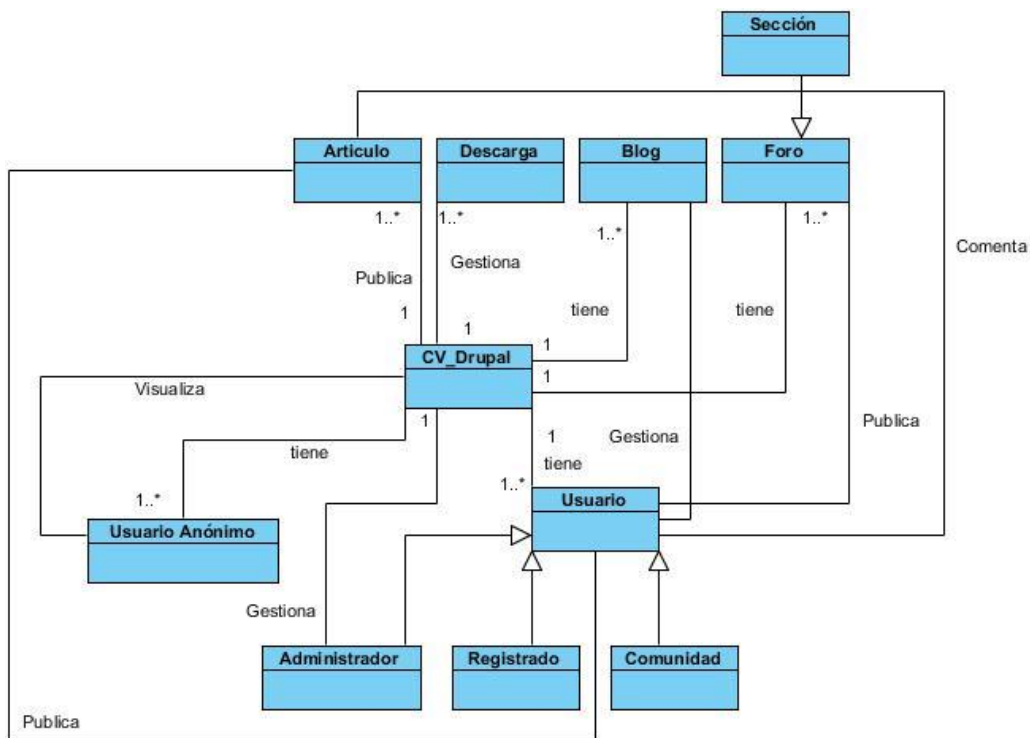 Sección
Articulo
Descarga
Blog
Foro
1..*
1..*
1..*
1..*
Comenta
Gestiona
Publica
tiene
tiene
1
1
1
CV_Drupal
1
Visualiza
1
1
Gestiona
Publica
tiene
tiene
1..*
1..*
Usuario
Usuario Anónimo
Gestiona
Administrador
Registrado
Comunidad
Publica